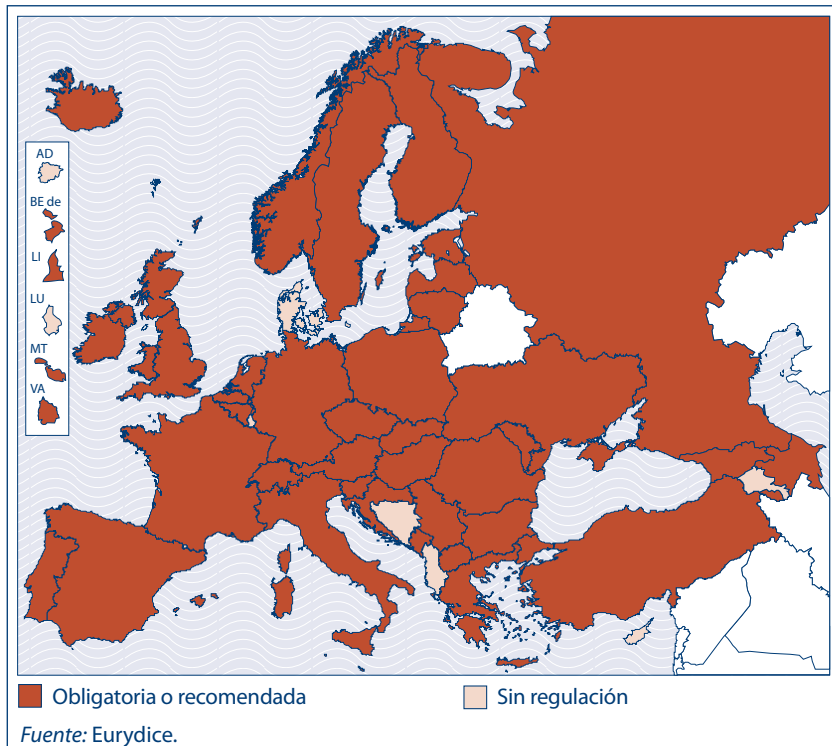 AD
BE de
LI
LU
MT
VA
Obligatoria o recomendada
Sin regulación
Fuente: Eurydice.